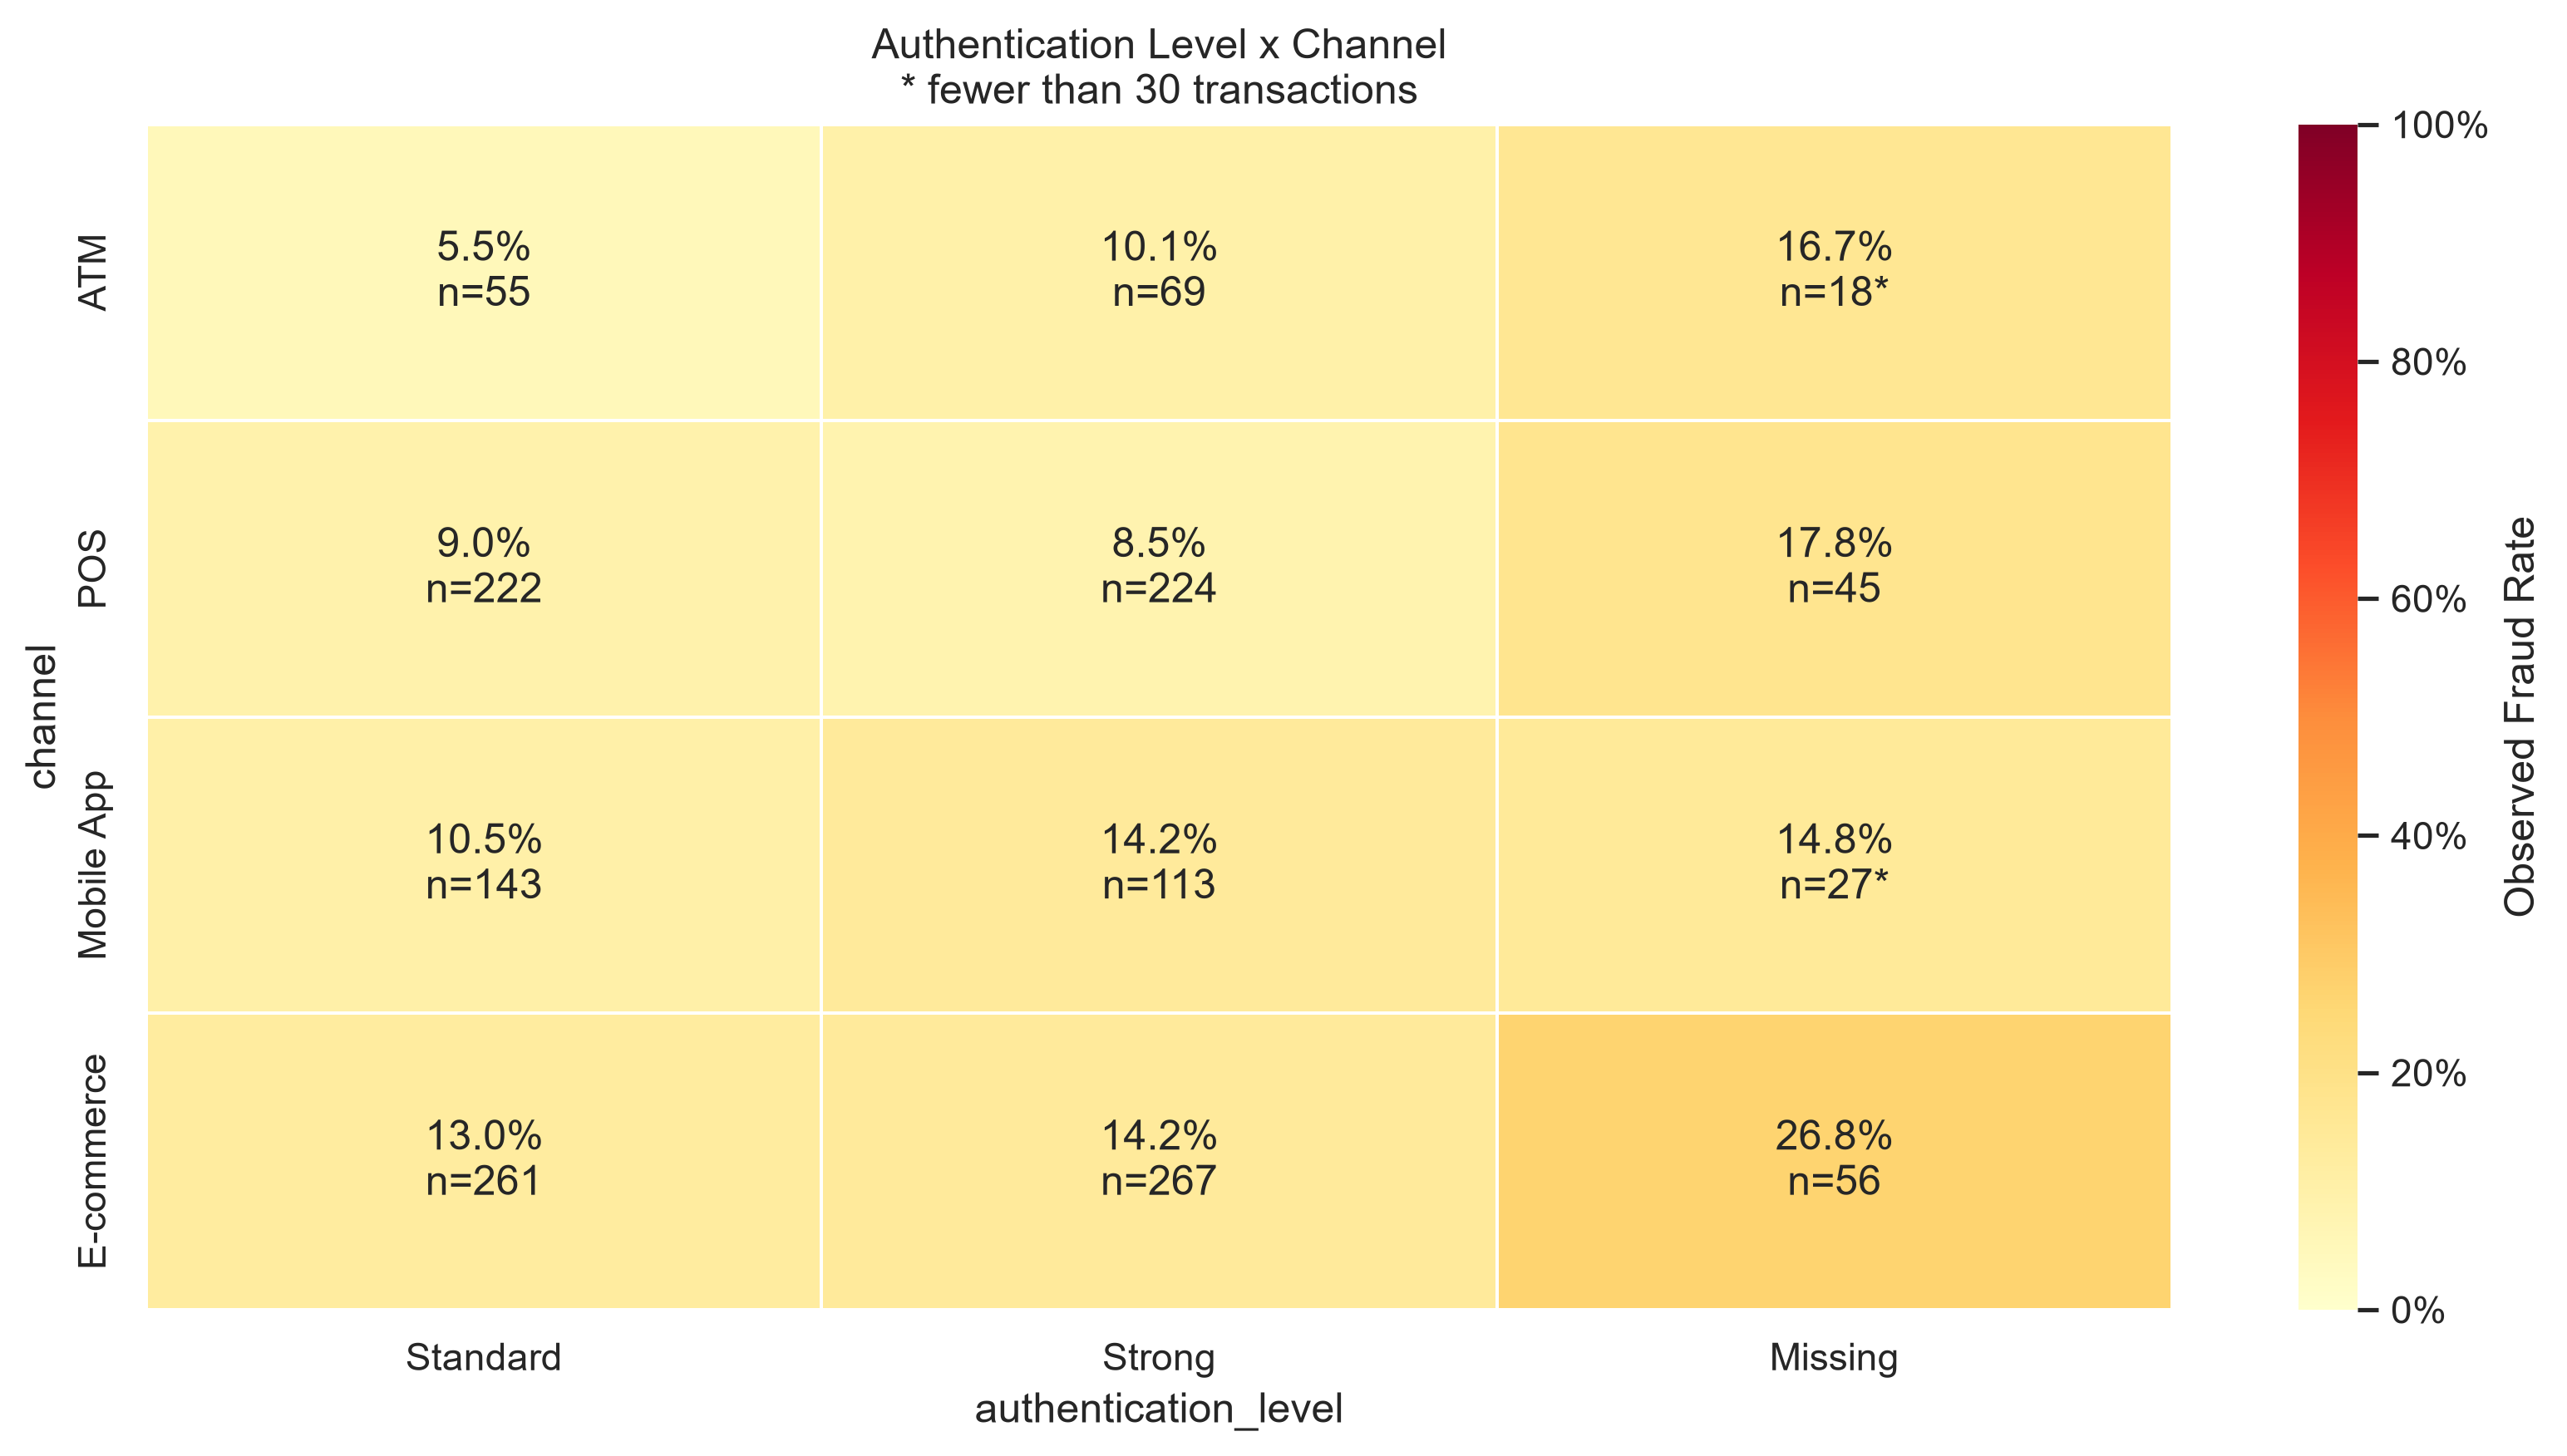 Authentication Level x Channel
* fewer than 30 transactions
channel
ATM
5.5%
n=55
10.1%
n=69
16.7%
n=18*
POS
9.0%
n=222
8.5%
n=224
17.8%
n=45
Mobile App
10.5%
n=143
14.2%
n=113
14.8%
n=27*
E-commerce
13.0%
n=261
14.2%
n=267
26.8%
n=56
Standard
Strong
Missing
authentication_level
100%
80%
60%
40%
20%
0%
Observed Fraud Rate